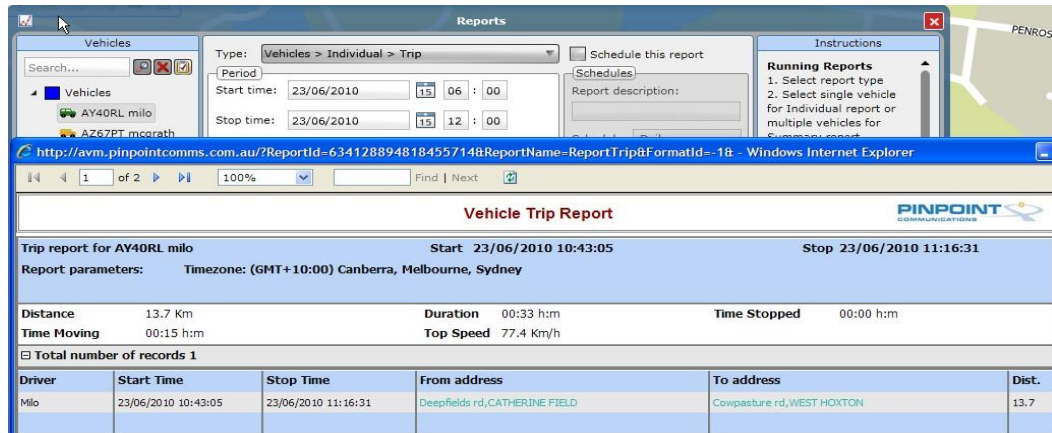 Reports
PENROS
Vehicles
Search...
Vehicles
AY40RL milo
AZ67PT mcgrath
Type: Vehicles > Individual > Trip
Schedule this report
Period
Start time: 23/06/2010 15 06 : 00
Stop time: 23/06/2010 15 12 : 00
Schedules
Report description:
Instructions
Running Reports
1. Select report type
2. Select single vehicle
for Individual report or
multiple vehicles for
Summary report
http://avm.pinpointcomms.com.au/?ReportId=634128894818455714&ReportName=ReportTrip&FormatId=-1& - Windows Internet Explorer
1 of 2 100% Find | Next
Vehicle Trip Report
PINPOINT
COMMUNICATIONS
Trip report for AY40RL milo Start 23/06/2010 10:43:05 Stop 23/06/2010 11:16:31
Report parameters: Timezone: (GMT+10:00) Canberra, Melbourne, Sydney
Distance 13.7 Km Duration 00:33 h:m Time Stopped 00:00 h:m
Time Moving 00:15 h:m Top Speed 77.4 Km/h
Total number of records 1
Driver Start Time Stop Time From address To address Dist.
Milo 23/06/2010 10:43:05 23/06/2010 11:16:31 Deepfields rd,CATHERINE FIELD Cowpasture rd,WEST HOXTON 13.7